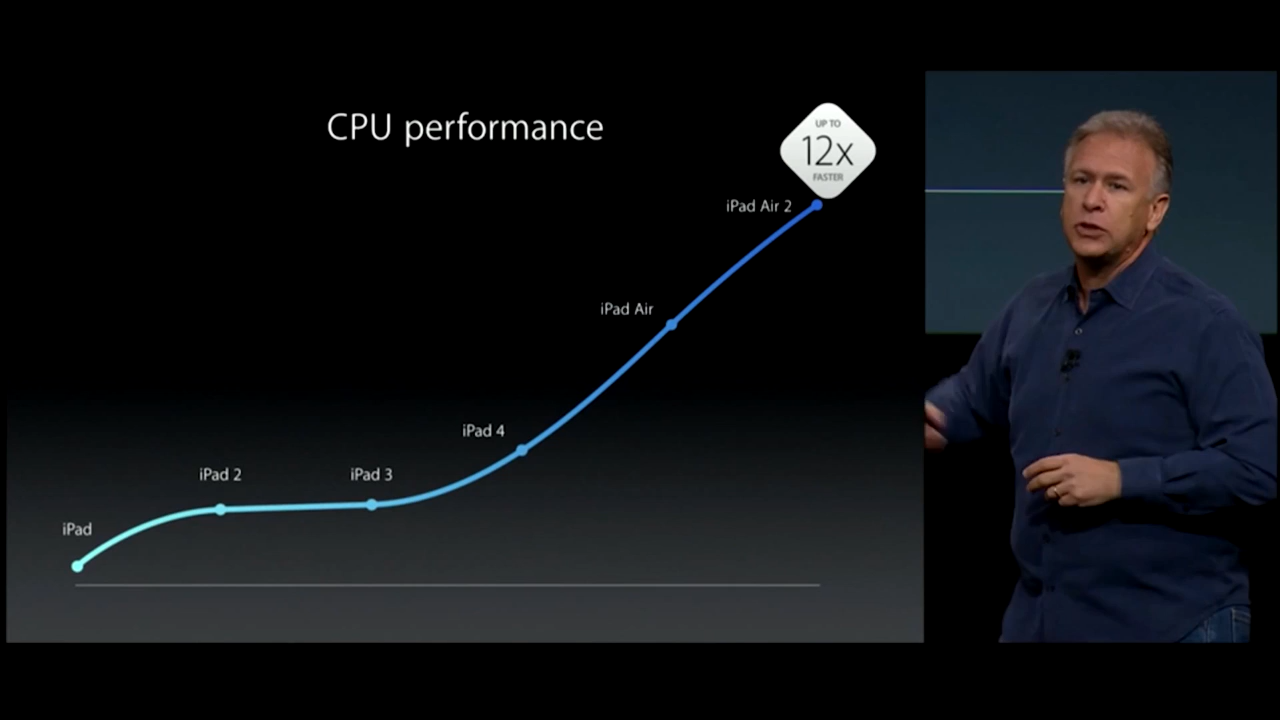 CPU performance
UP TO
12x
FASTER
iPad Air 2
iPad Air
iPad 4
iPad 3
iPad 2
iPad